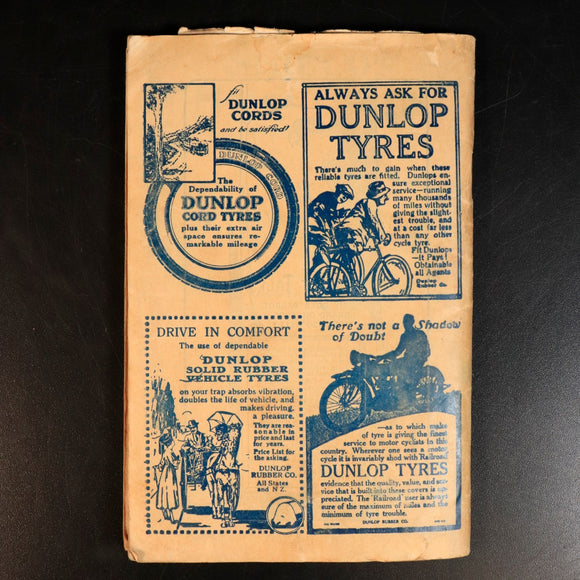 fit
DUNLOP
CORDS
and be satisfied!
DUNLOP CORD
The
Dependability of
DUNLOP
CORD TYRES
plus their extra air
space ensures re-
markable mileage
ALWAYS ASK FOR
DUNLOP
TYRES
There's much to gain when these
reliable tyres are fitted. Dunlops en-
sure exceptional
service—running
many thousands
of miles without
giving the slight-
est trouble, and
at a cost far less
than any other
cycle tyre.
Fit Dunlops
—It Pays!
Obtainable
all Agents
Dunlop
Rubber Co.
DRIVE IN COMFORT
The use of dependable
DUNLOP
SOLID RUBBER
VEHICLE TYRES
on your trap absorbs vibration,
doubles the life of vehicle, and
makes driving,
a pleasure.
They are rea-
sonable in
price and last
for years.
Price List for
the asking.
DUNLOP
RUBBER CO.
All States
and N.Z.
There's not a Shadow
of Doubt
—as to which make
of tyre is giving the finest
service to motor cyclists in this
country. Wherever one sees a motor
cycle it is invariably shod with Railroad
DUNLOP TYRES
evidence that the quality, value, and ser-
vice that is built into these covers is ap-
preciated. The 'Railroad' user is always
sure of the maximum of miles and the
minimum of tyre trouble.
DUNLOP RUBBER CO.